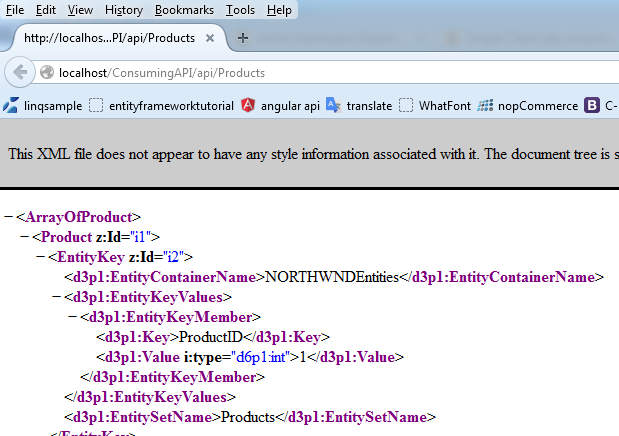 File Edit View History Bookmarks Tools Help
http://localhos...PI/api/Products × +
localhost/ConsumingAPI/api/Products
linqsample entityframeworktutorial angular api translate WhatFont nopCommerce B C-
This XML file does not appear to have any style information associated with it. The document tree is s
−<ArrayOfProduct>
−<Product z:Id="i1">
−<EntityKey z:Id="i2">
<d3p1:EntityContainerName>NORTHWNDEntities</d3p1:EntityContainerName>
−<d3p1:EntityKeyValues>
−<d3p1:EntityKeyMember>
<d3p1:Key>ProductID</d3p1:Key>
<d3p1:Value i:type="d6p1:int">1</d3p1:Value>
</d3p1:EntityKeyMember>
</d3p1:EntityKeyValues>
<d3p1:EntitySetName>Products</d3p1:EntitySetName>
</EntityKey>